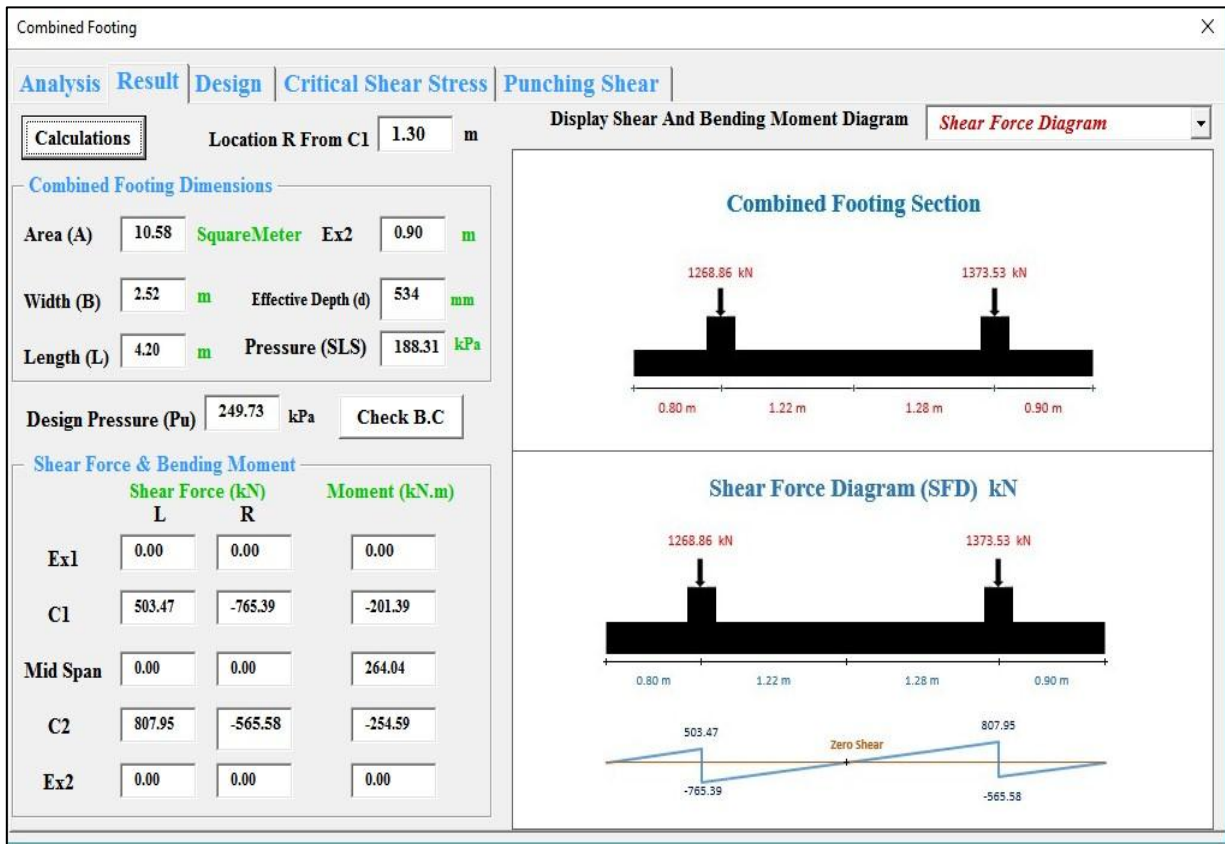 Combined Footing
Analysis Result Design Critical Shear Stress Punching Shear
Calculations Location R From C1 1.30 m
Display Shear And Bending Moment Diagram Shear Force Diagram
Combined Footing Dimensions
Area (A) 10.58 SquareMeter Ex2 0.90 m
Width (B) 2.52 m Effective Depth (d) 534 mm
Length (L) 4.20 m Pressure (SLS) 188.31 kPa
Design Pressure (Pu) 249.73 kPa Check B.C
Shear Force & Bending Moment
Shear Force (kN) Moment (kN.m)
L R
Ex1 0.00 0.00 0.00
C1 503.47 -765.39 -201.39
Mid Span 0.00 0.00 264.04
C2 807.95 -565.58 -254.59
Ex2 0.00 0.00 0.00
Combined Footing Section
1268.86 kN 1373.53 kN
0.80 m 1.22 m 1.28 m 0.90 m
Shear Force Diagram (SFD) kN
1268.86 kN 1373.53 kN
0.80 m 1.22 m 1.28 m 0.90 m
503.47 807.95
Zero Shear
-765.39 -565.58